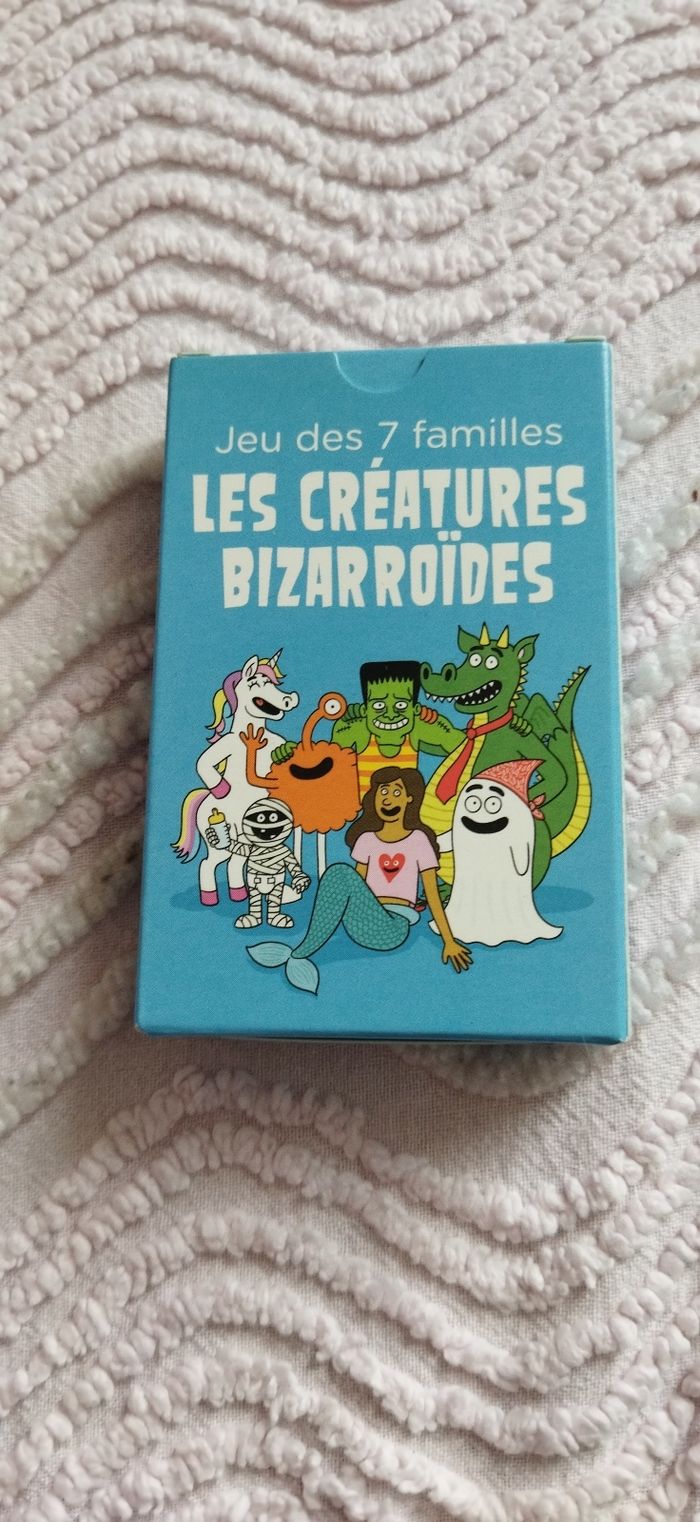 Jeu des 7 familles
LES CRÉATURES
BIZARROÏDES